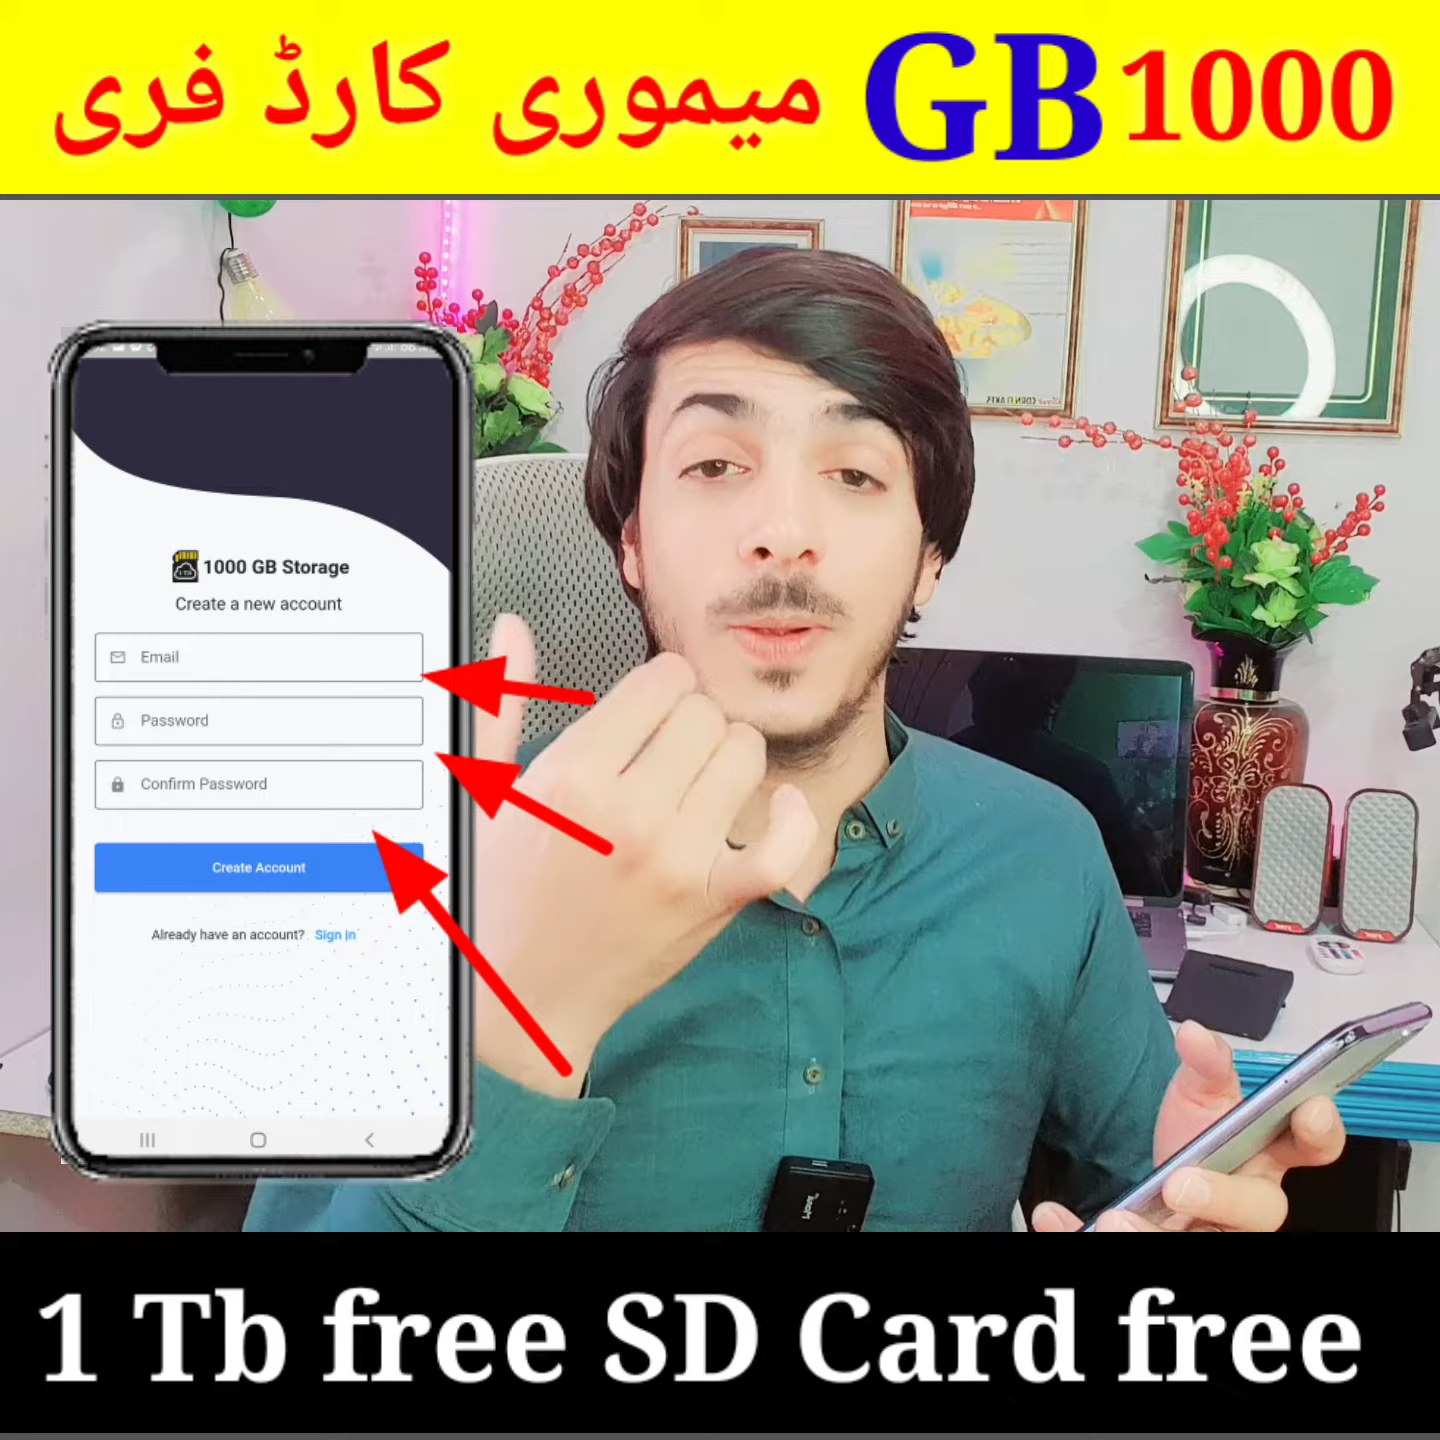 1000 GB میموری کارڈ فری
1000 GB Storage
Create a new account
Email
Password
Confirm Password
Create Account
Already have an account? Sign in
1 Tb free SD Card free